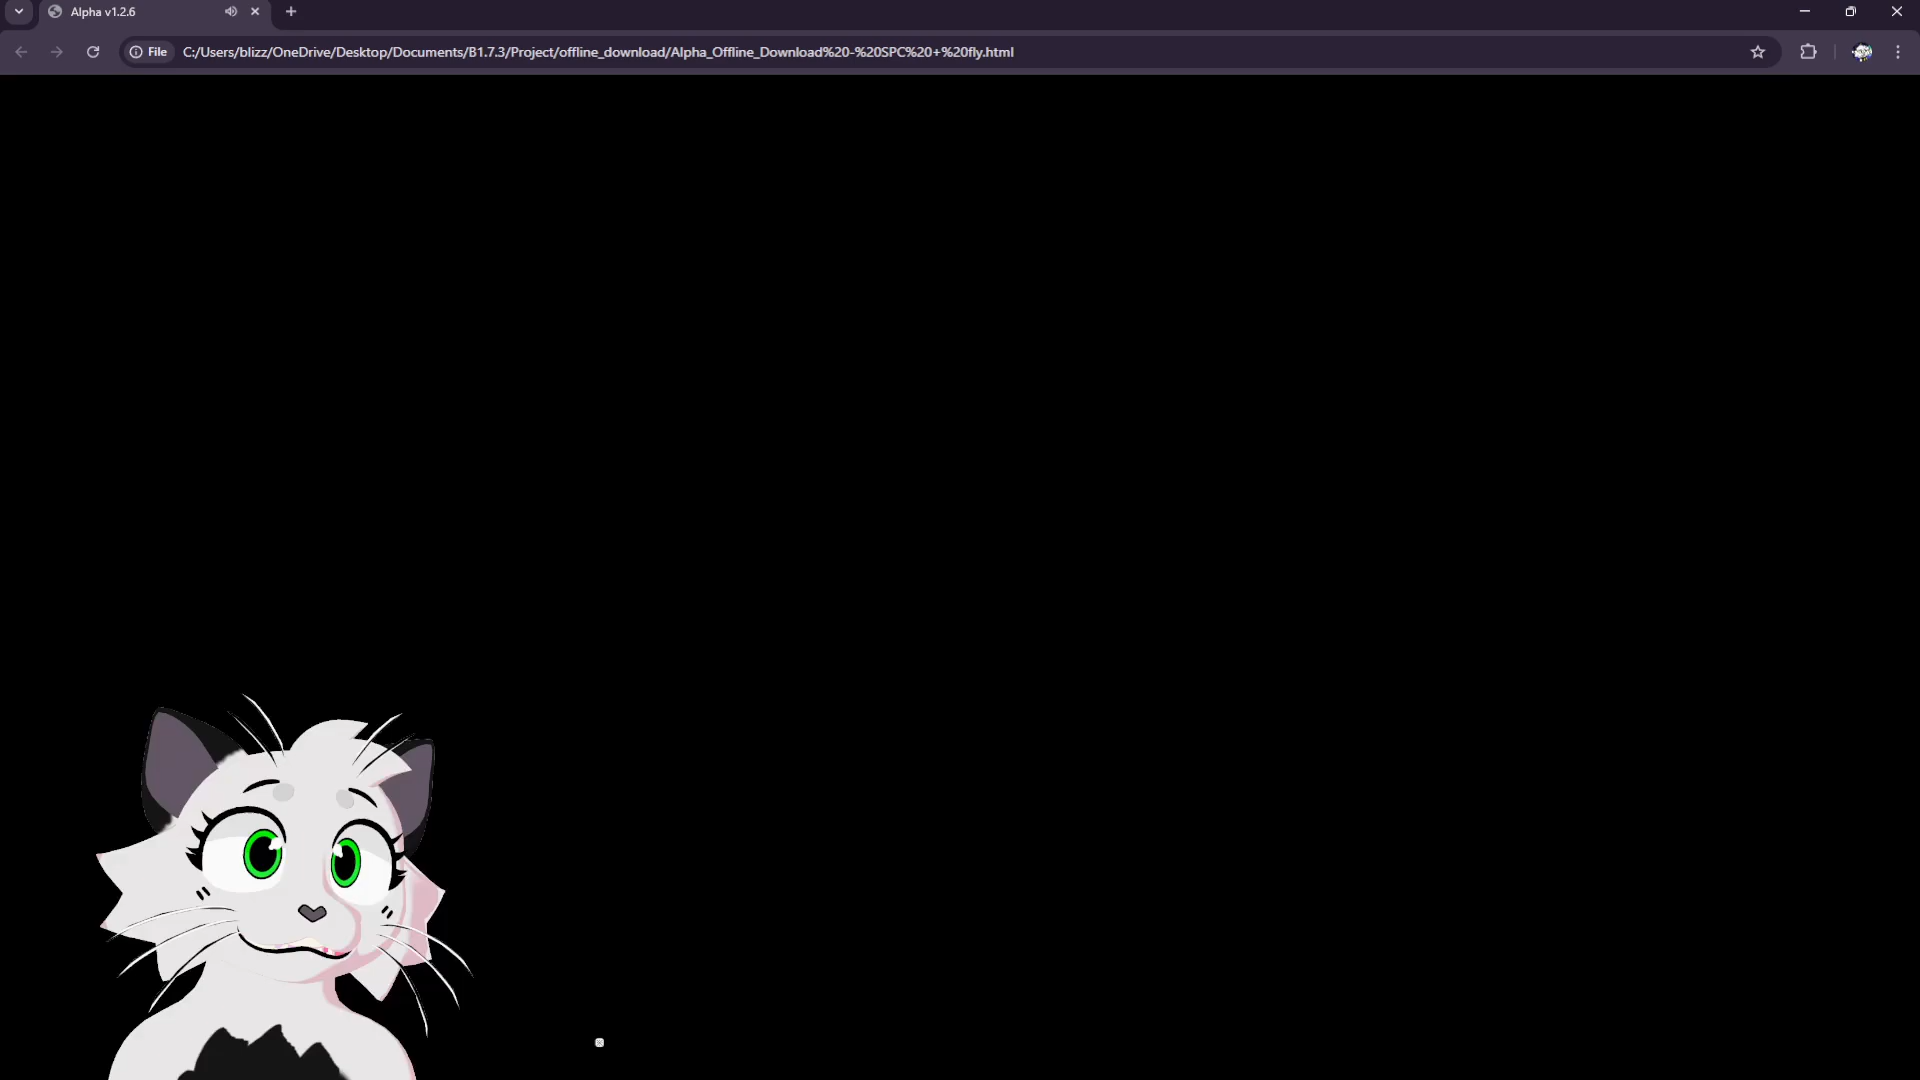 Alpha v1.2.6
File
C:/Users/blizz/OneDrive/Desktop/Documents/B1.7.3/Project/offline_download/Alpha_Offline_Download%20-%20SPC%20+%20fly.html